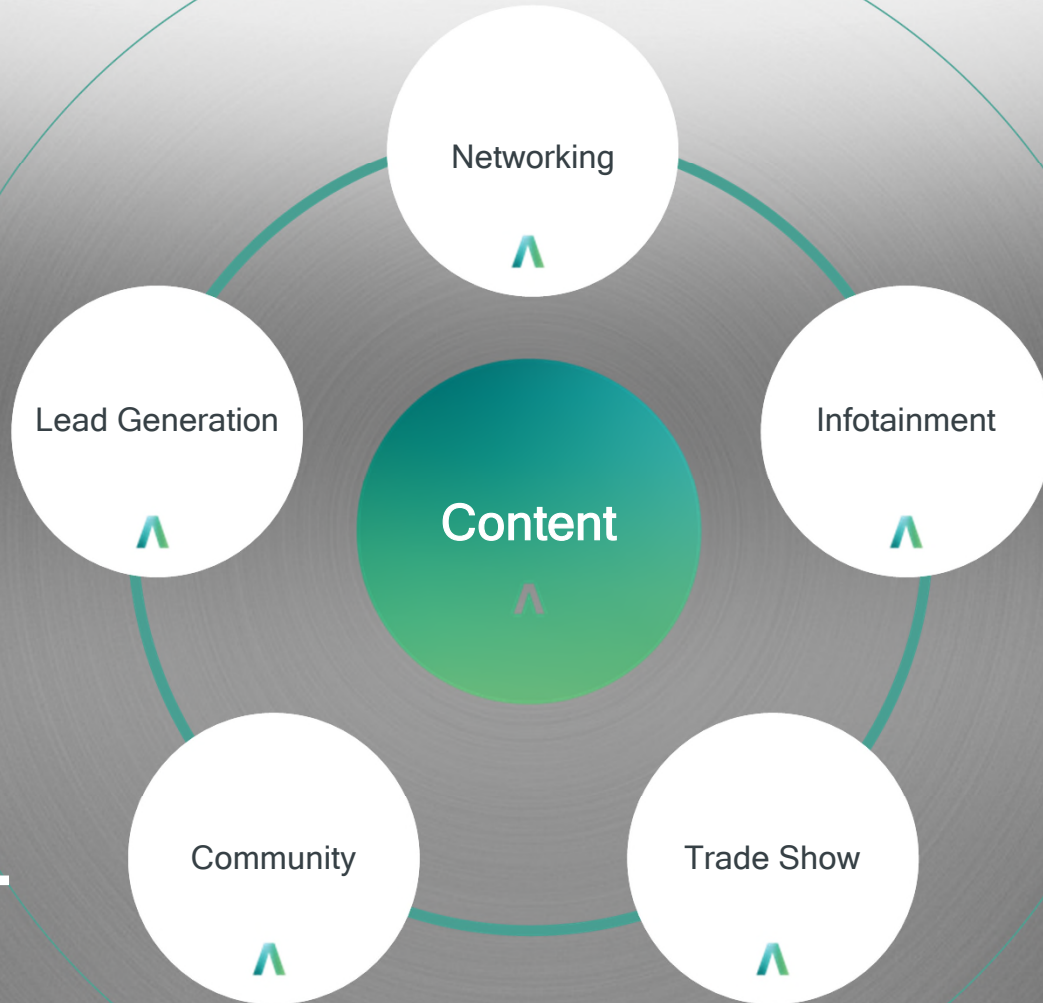 Networking
Lead Generation
Infotainment
Content
Community
Trade Show